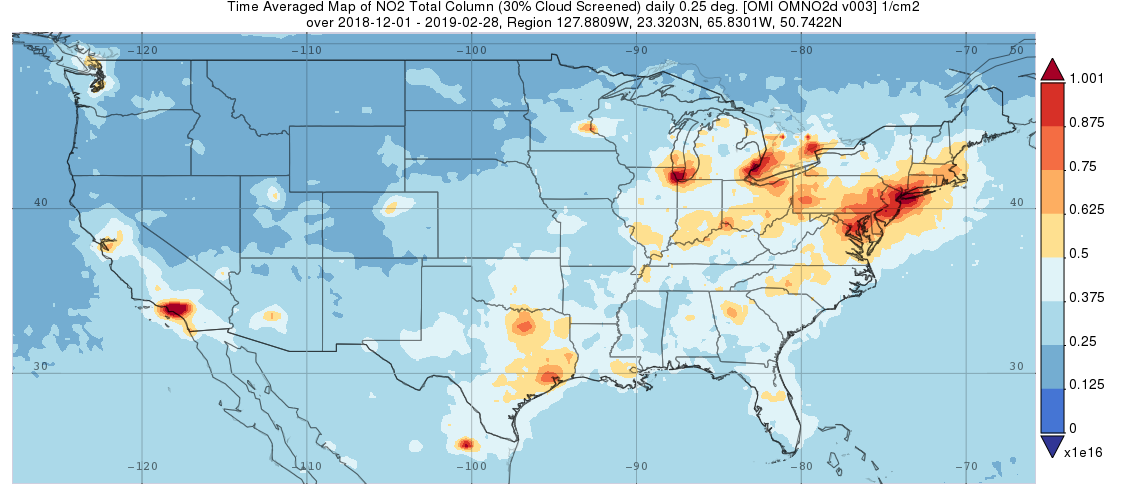 Time Averaged Map of NO2 Total Column (30% Cloud Screened) daily 0.25 deg. [OMI OMNO2d v003] 1/cm2
over 2018-12-01 - 2019-02-28, Region 127.8809W, 23.3203N, 65.8301W, 50.7422N
50 -120 -110 -100 -90 -80 -70 50
40 40
30 30
-120 -110 -100 -90 -80 -70
1.001
0.875
0.75
0.625
0.5
0.375
0.25
0.125
0
x1e16